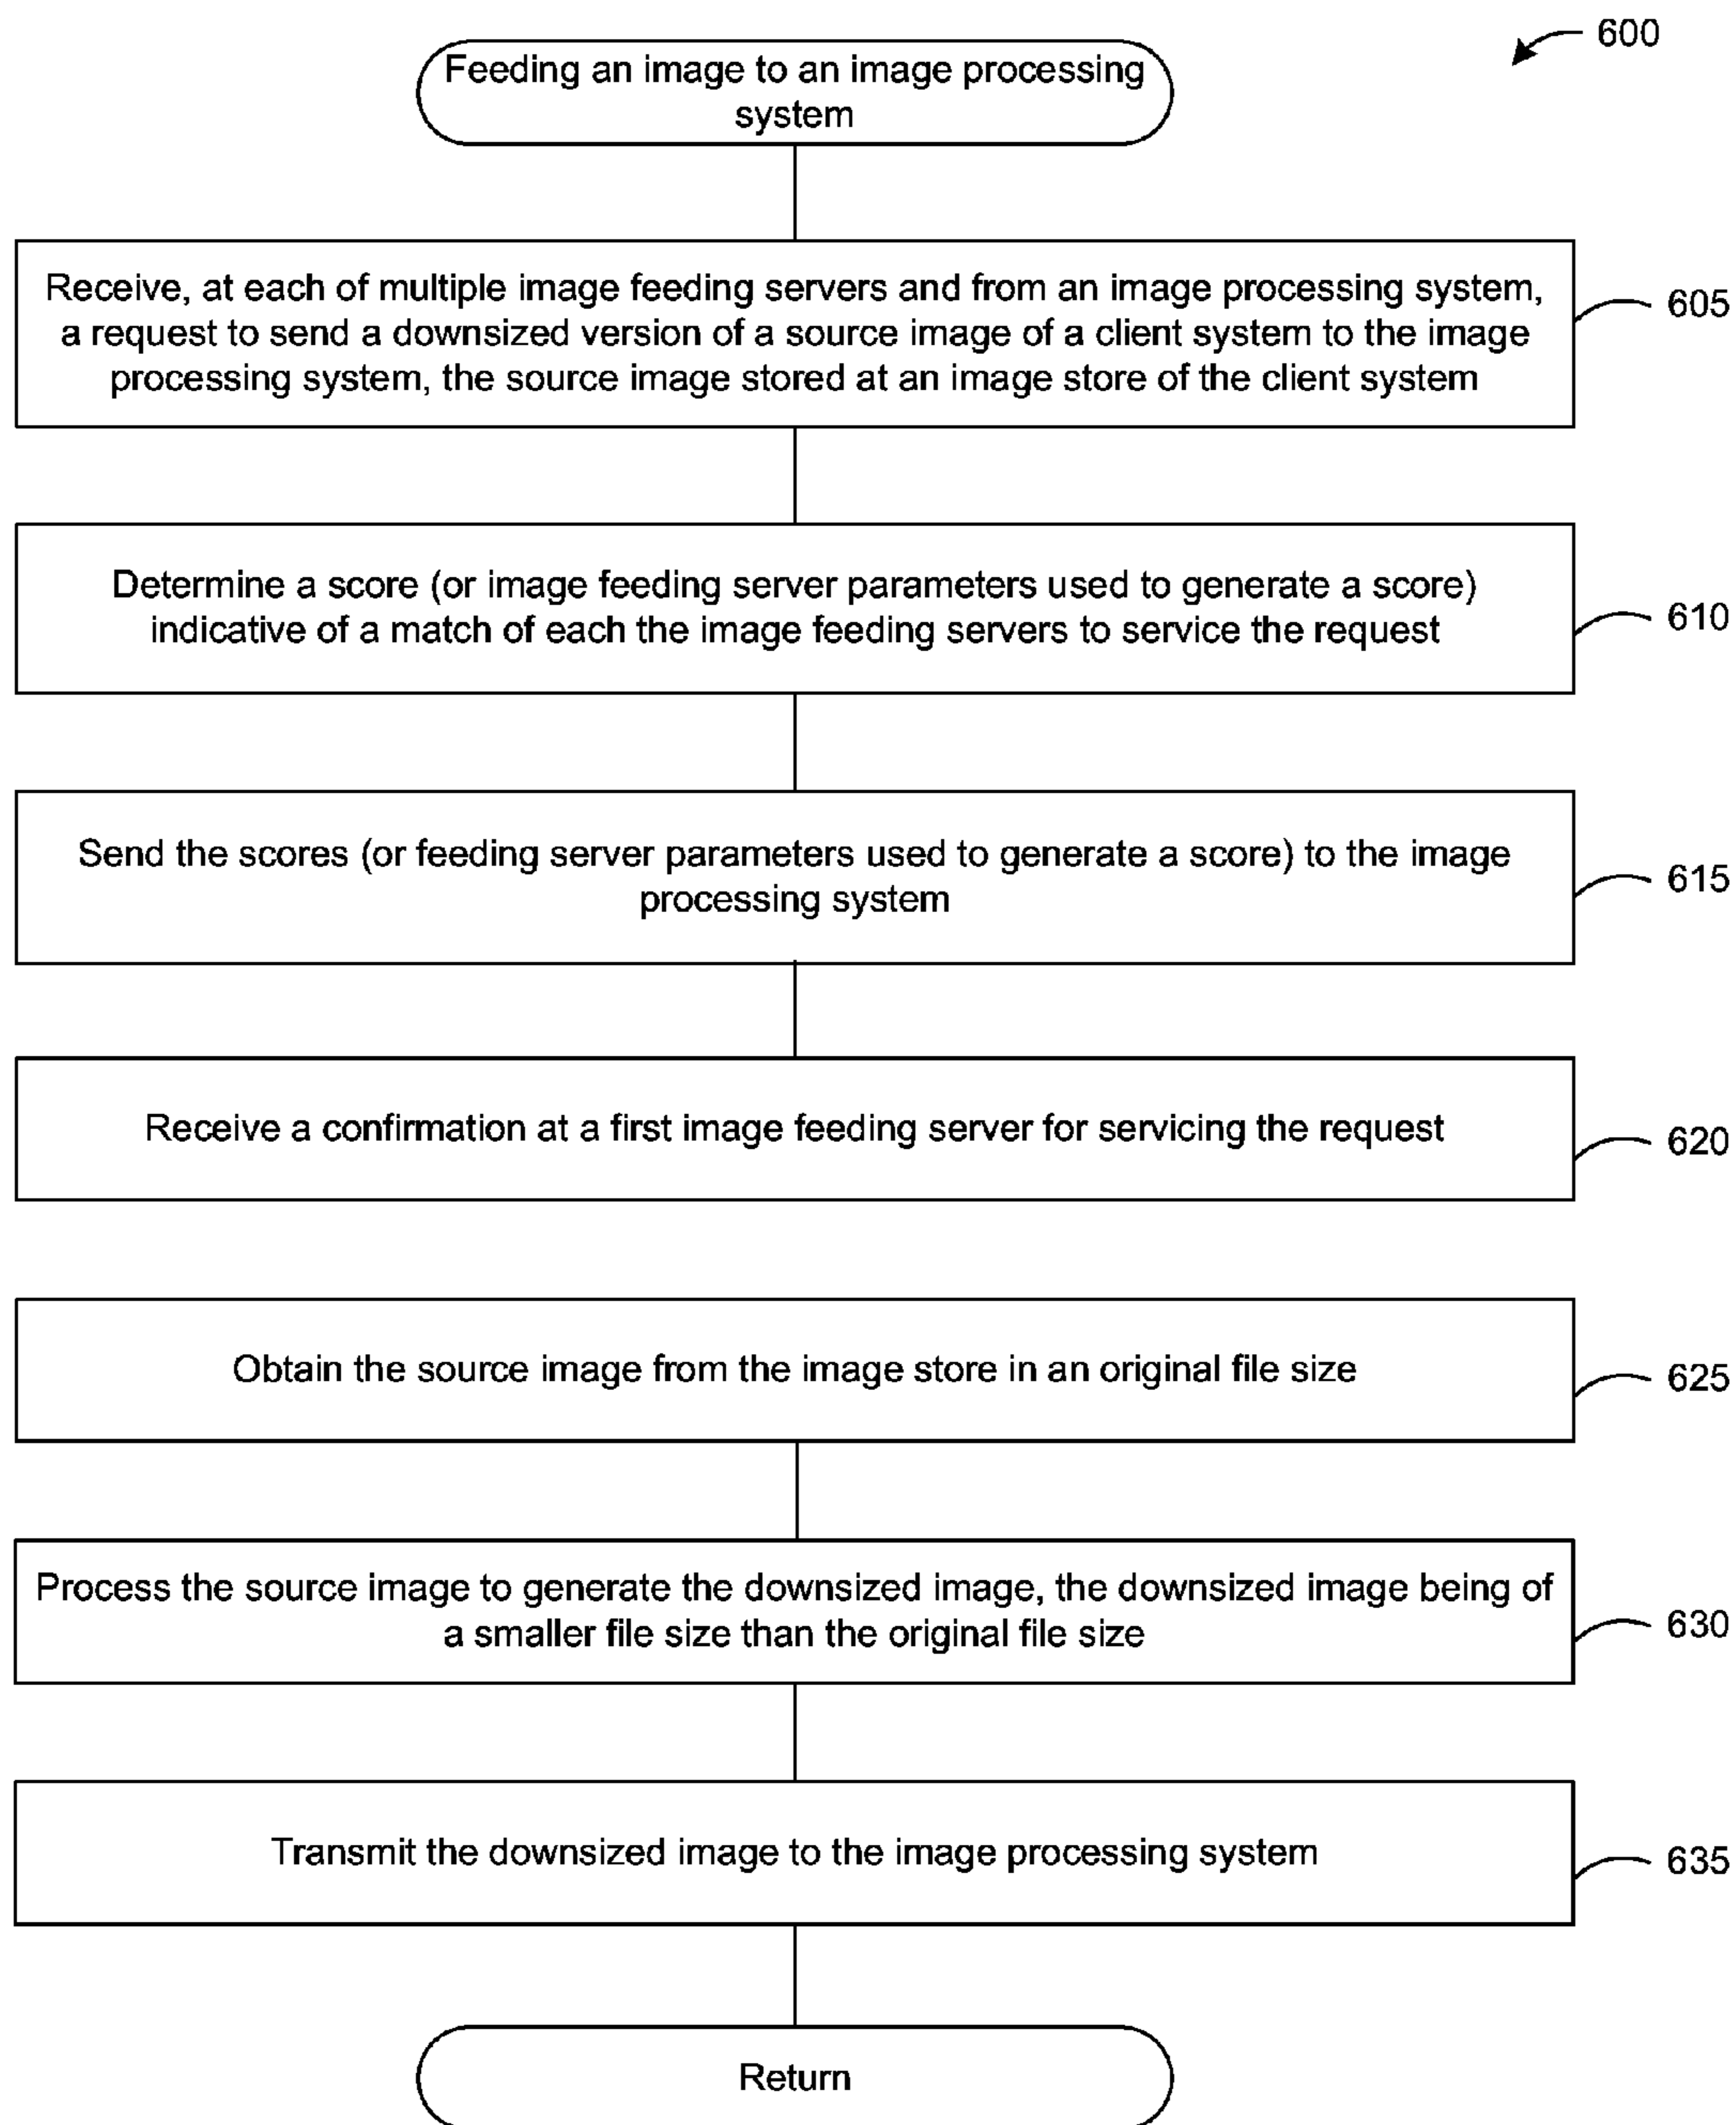 600
Feeding an image to an image processing
system
Receive, at each of multiple image feeding servers and from an image processing system,
a request to send a downsized version of a source image of a client system to the image
processing system, the source image stored at an image store of the client system
605
Determine a score (or image feeding server parameters used to generate a score)
indicative of a match of each the image feeding servers to service the request
610
Send the scores (or feeding server parameters used to generate a score) to the image
processing system
615
Receive a confirmation at a first image feeding server for servicing the request
620
Obtain the source image from the image store in an original file size
625
Process the source image to generate the downsized image, the downsized image being of
a smaller file size than the original file size
630
Transmit the downsized image to the image processing system
635
Return